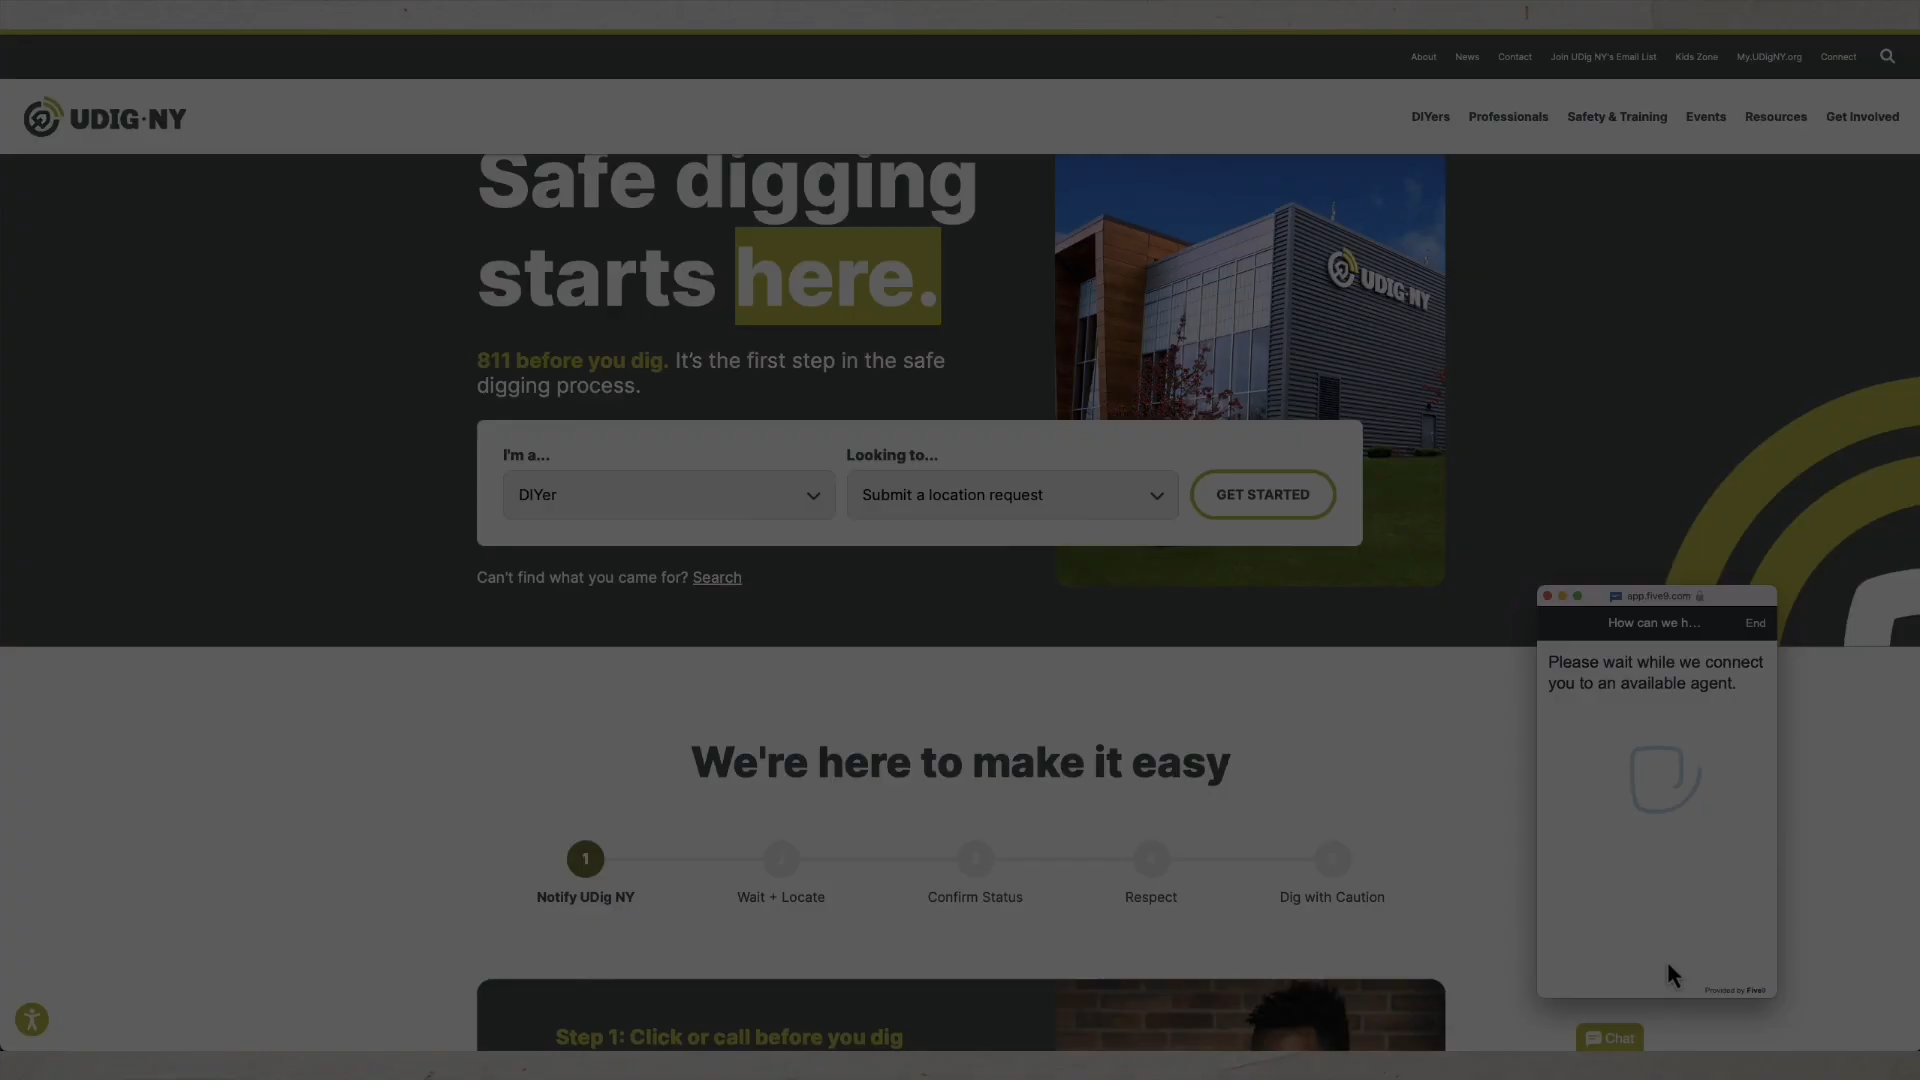 About News Contact Join UDig NY's Email List Kids Zone My.UDigNY.org Connect
UDIG·NY
DIYers Professionals Safety & Training Events Resources Get Involved
Safe digging
starts here.
UDIG·NY
811 before you dig. It's the first step in the safe
digging process.
I'm a... Looking to...
DIYer Submit a location request GET STARTED
Can't find what you came for? Search
app.five9.com
How can we h... End
Please wait while we connect
you to an available agent.
We're here to make it easy
1
Notify UDig NY Wait + Locate Confirm Status Respect Dig with Caution
Provided by Five9
Step 1: Click or call before you dig
Chat